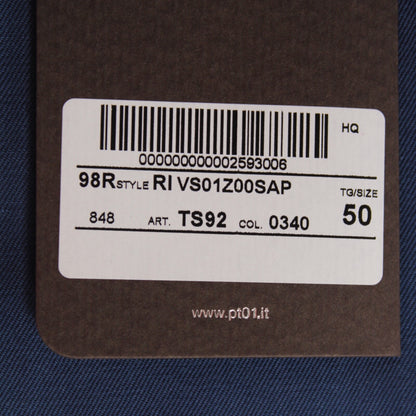 HQ
000000000002593006
98R STYLE RI VS01Z00SAP TG/SIZE
848 ART. TS92 COL. 0340 50
www.pt01.it